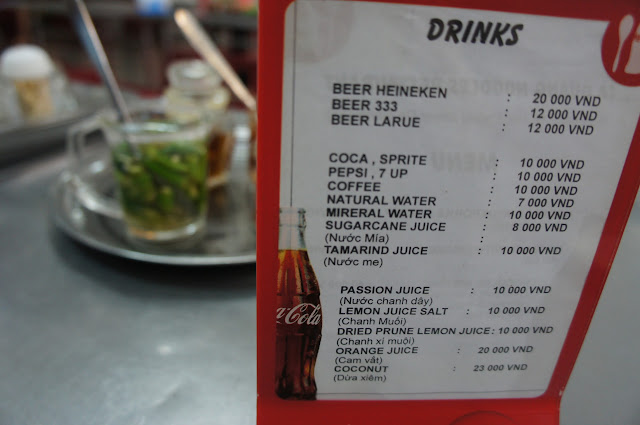 DRINKS
BEER HEINEKEN : 20 000 VND
BEER 333 : 12 000 VND
BEER LARUE : 12 000 VND
COCA , SPRITE : 10 000 VND
PEPSI , 7 UP : 10 000 VND
COFFEE : 10 000 VND
NATURAL WATER : 7 000 VND
MIRERAL WATER : 10 000 VND
SUGARCANE JUICE : 8 000 VND
(Nước Mía) :
TAMARIND JUICE : 10 000 VND
(Nước me)
PASSION JUICE : 10 000 VND
(Nước chanh dây)
LEMON JUICE SALT : 10 000 VND
(Chanh Muối)
DRIED PRUNE LEMON JUICE : 10 000 VND
(Chanh xí muội)
ORANGE JUICE : 20 000 VND
(Cam vắt)
COCONUT : 23 000 VND
(Dừa xiêm)
Coca-Cola